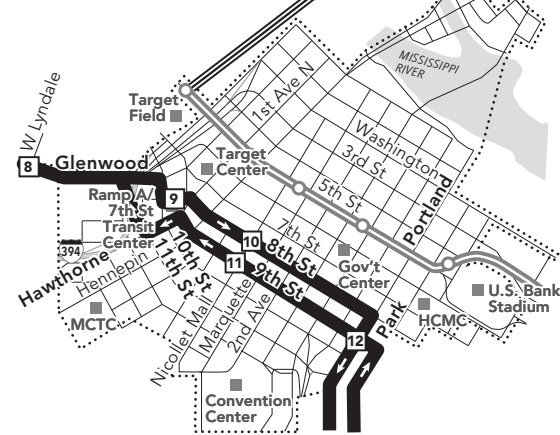 MISSISSIPPI
RIVER
1st Ave N
W Lyndale
Target
Field
Washington
3rd St
Target
Center
8
Glenwood
5th St
Ramp A/
7th St
Transit
Center
9
Portland
7th St
10
8th St
394
Hawthorne
Hennepin
10th St
11th St
11
9th St
Gov't
Center
U.S. Bank
Stadium
HCMC
MCTC
Nicollet Mall
Marquette
2nd Ave
Park
12
Convention
Center